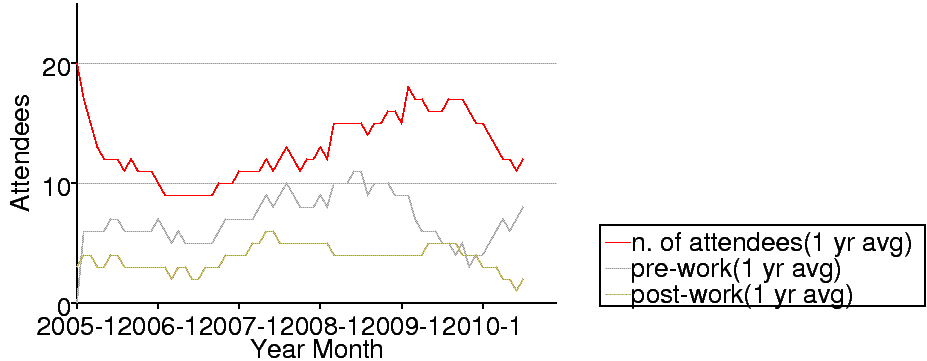 20
10
0
Attendees
2005-12006-12007-12008-12009-12010-1
Year Month
n. of attendees(1 yr avg)
pre-work(1 yr avg)
post-work(1 yr avg)